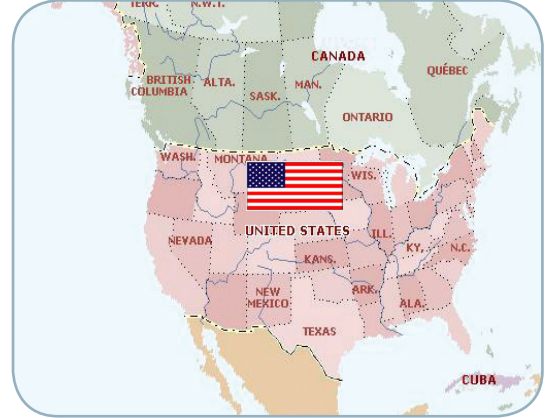 TERR.
N.W.T.
CANADA
BRITISH
COLUMBIA
ALTA.
SASK.
MAN.
QUÉBEC
ONTARIO
WASH.
MONTANA
WIS.
UNITED STATES
NEVADA
ILL.
KY.
N.C.
KANS.
NEW
MEXICO
ARK.
ALA.
TEXAS
CUBA